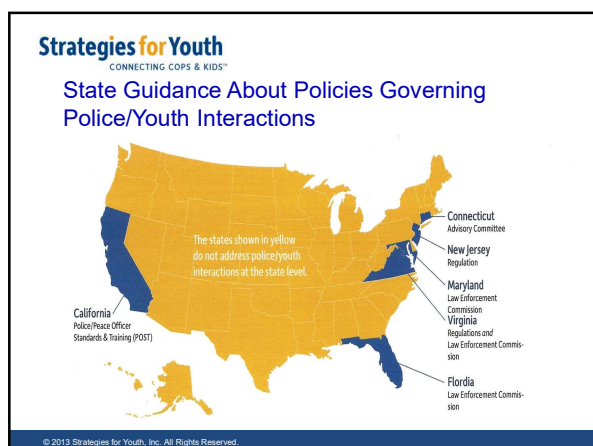 Strategies for Youth
CONNECTING COPS & KIDS™
State Guidance About Policies Governing
Police/Youth Interactions
The states shown in yellow
do not address police/youth
interactions at the state level.
Connecticut
Advisory Committee
New Jersey
Regulation
Maryland
Law Enforcement
Commission
Virginia
Regulations and
Law Enforcement Commis-
sion
Flordia
Law Enforcement Commis-
sion
California
Police/Peace Officer
Standards & Training (POST)
© 2013 Strategies for Youth, Inc. All Rights Reserved.